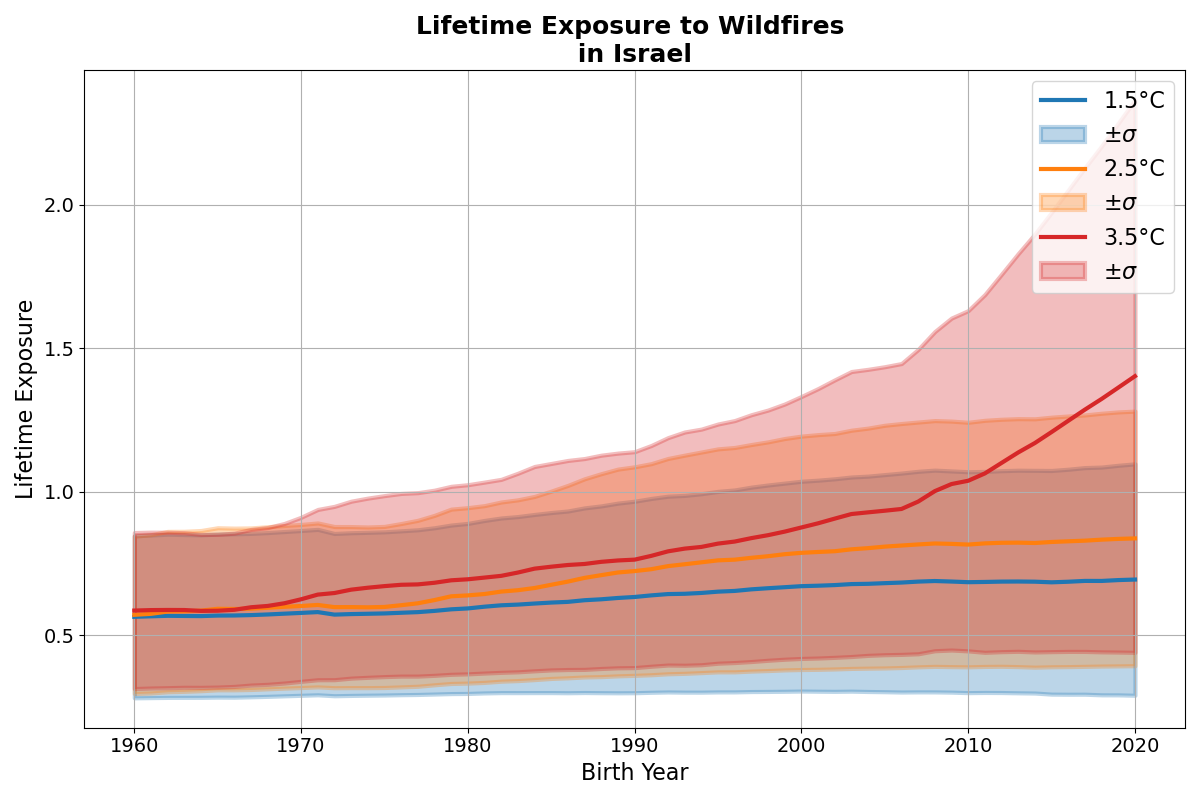 Lifetime Exposure to Wildfires
in Israel
1.5°C
±σ
2.5°C
±σ
3.5°C
±σ
Lifetime Exposure
2.0
1.5
1.0
0.5
1960 1970 1980 1990 2000 2010 2020
Birth Year